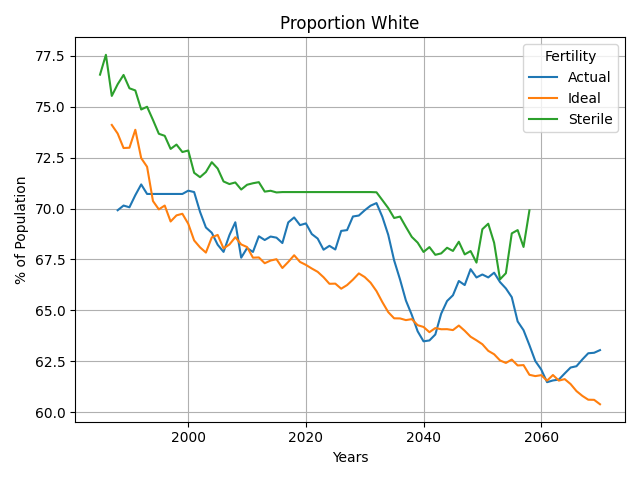 Proportion White
Fertility
Actual
Ideal
Sterile
% of Population
77.5
75.0
72.5
70.0
67.5
65.0
62.5
60.0
2000
2020
2040
2060
Years